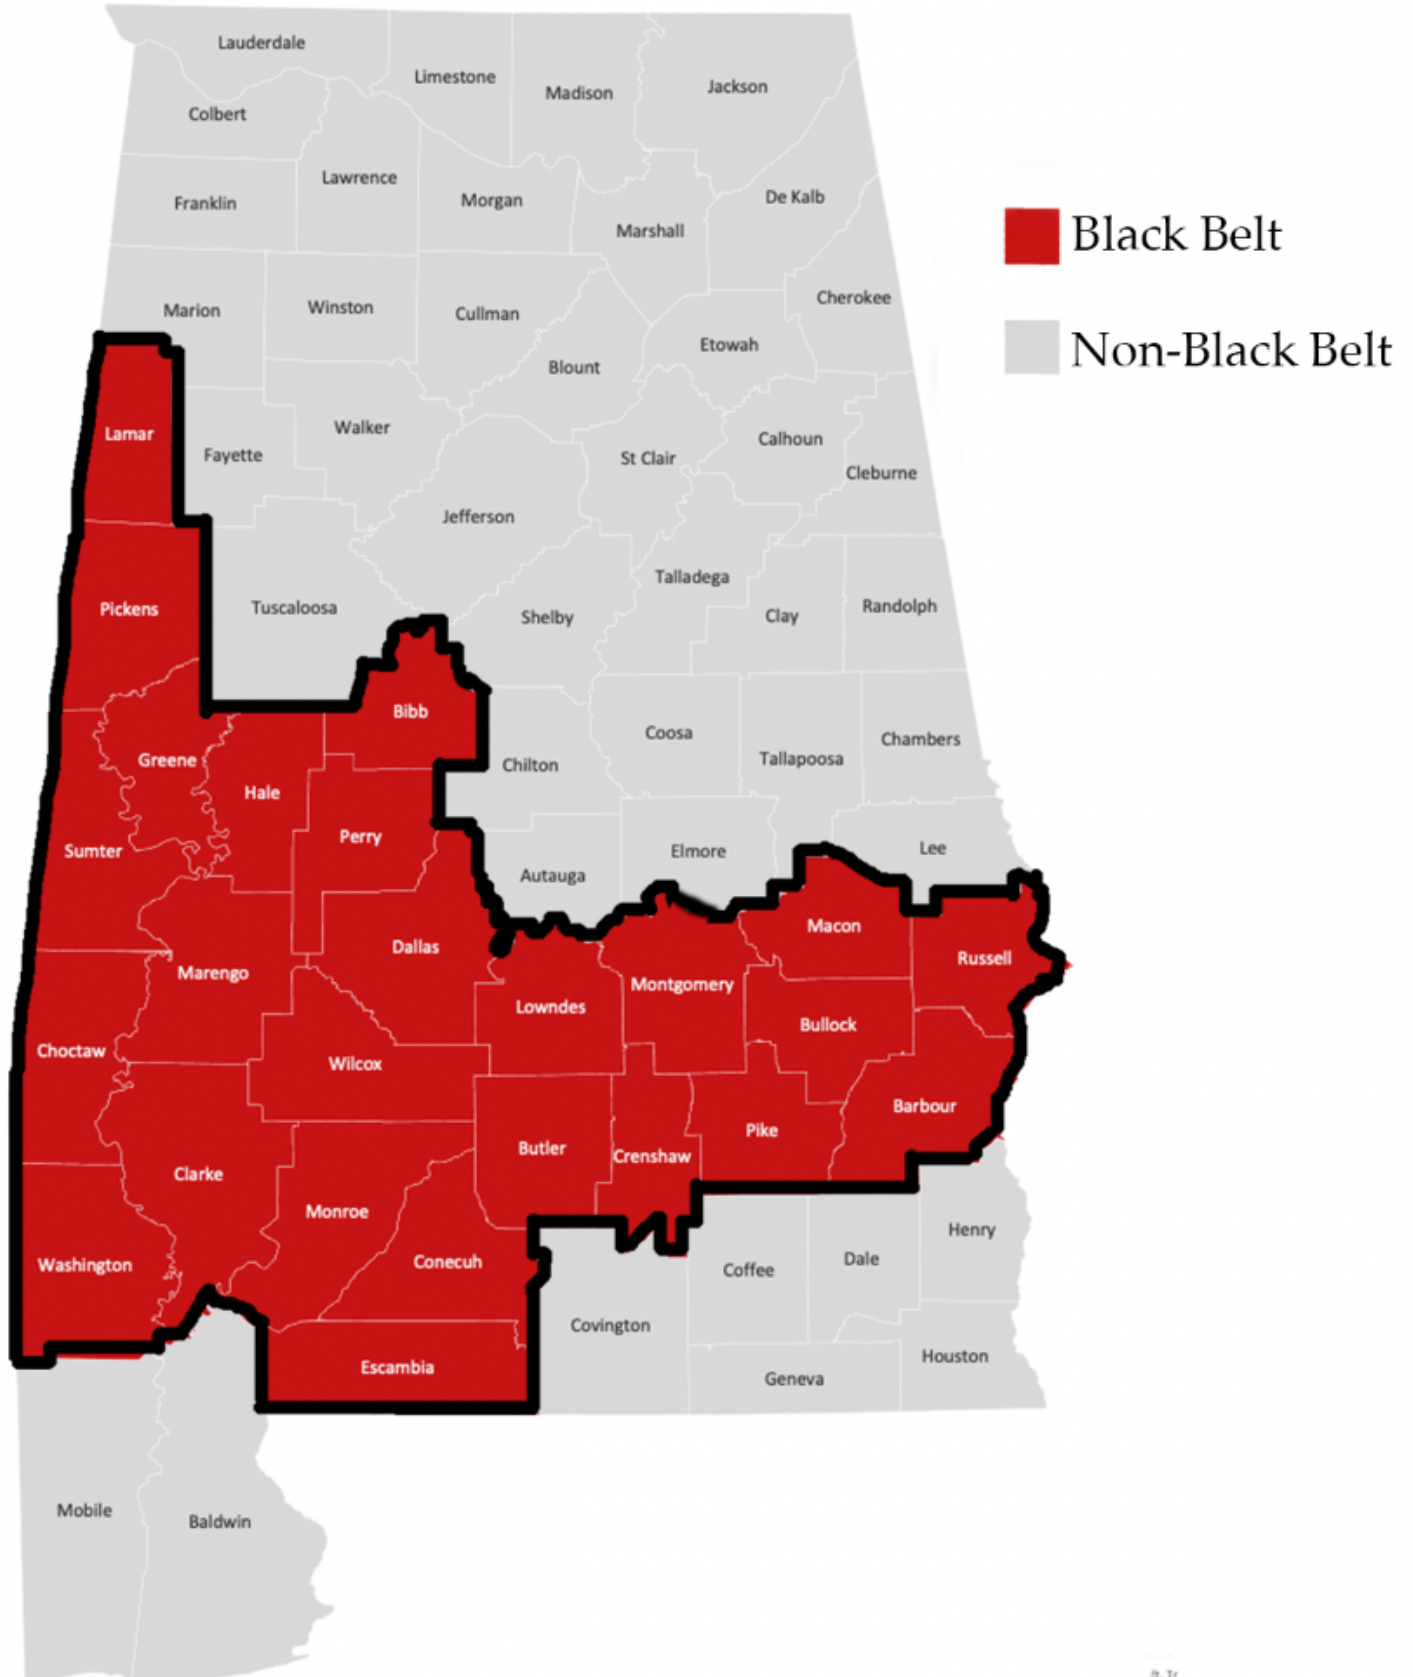 Lauderdale
Limestone
Madison
Jackson
Colbert
Lawrence
Franklin
Morgan
De Kalb
Marshall
Black Belt
Marion
Winston
Cullman
Cherokee
Etowah
Non-Black Belt
Blount
Lamar
Walker
Fayette
St Clair
Calhoun
Cleburne
Jefferson
Talladega
Pickens
Tuscaloosa
Shelby
Clay
Randolph
Bibb
Coosa
Chambers
Greene
Tallapoosa
Chilton
Hale
Perry
Sumter
Elmore
Lee
Autauga
Macon
Dallas
Russell
Marengo
Montgomery
Lowndes
Bullock
Choctaw
Wilcox
Barbour
Pike
Butler
Crenshaw
Clarke
Monroe
Henry
Washington
Conecuh
Coffee
Dale
Covington
Houston
Escambia
Geneva
Mobile
Baldwin